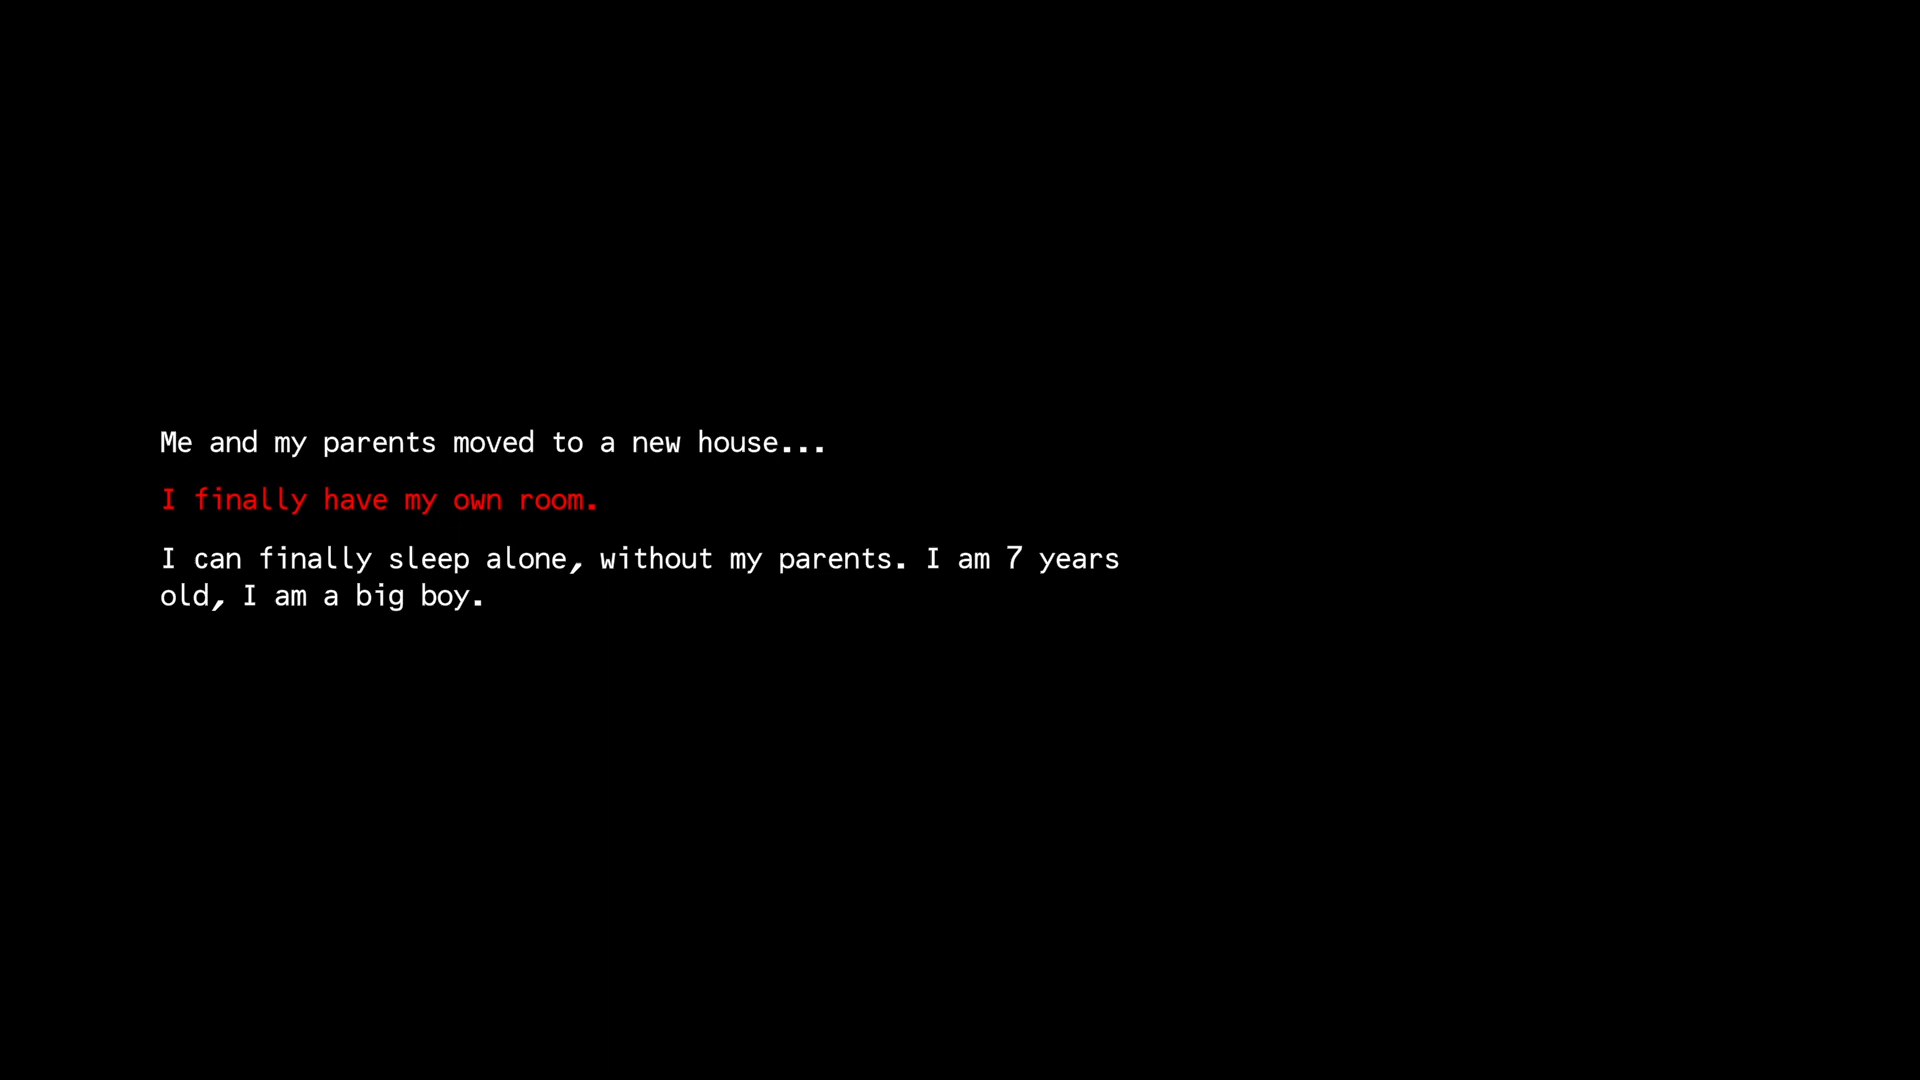 Me and my parents moved to a new house...
I finally have my own room.
I can finally sleep alone, without my parents. I am 7 years
old, I am a big boy.